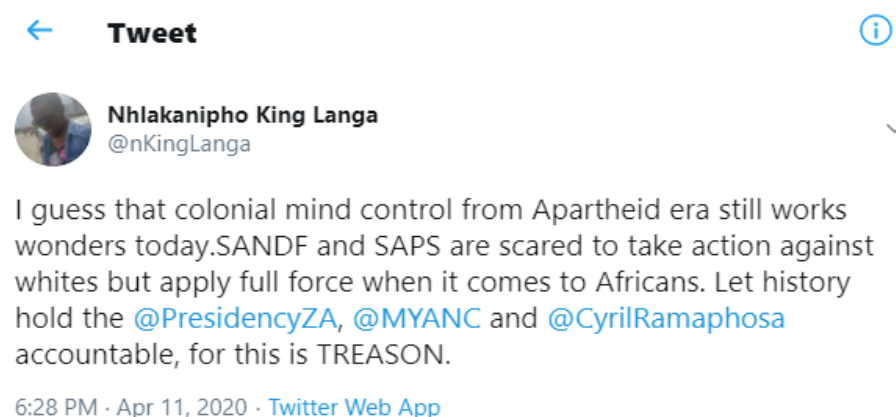 Tweet
Nhlakanipho King Langa
@nKingLanga
I guess that colonial mind control from Apartheid era still works
wonders today.SANDF and SAPS are scared to take action against
whites but apply full force when it comes to Africans. Let history
hold the @PresidencyZA, @MYANC and @CyrilRamaphosa
accountable, for this is TREASON.
6:28 PM · Apr 11, 2020 · Twitter Web App